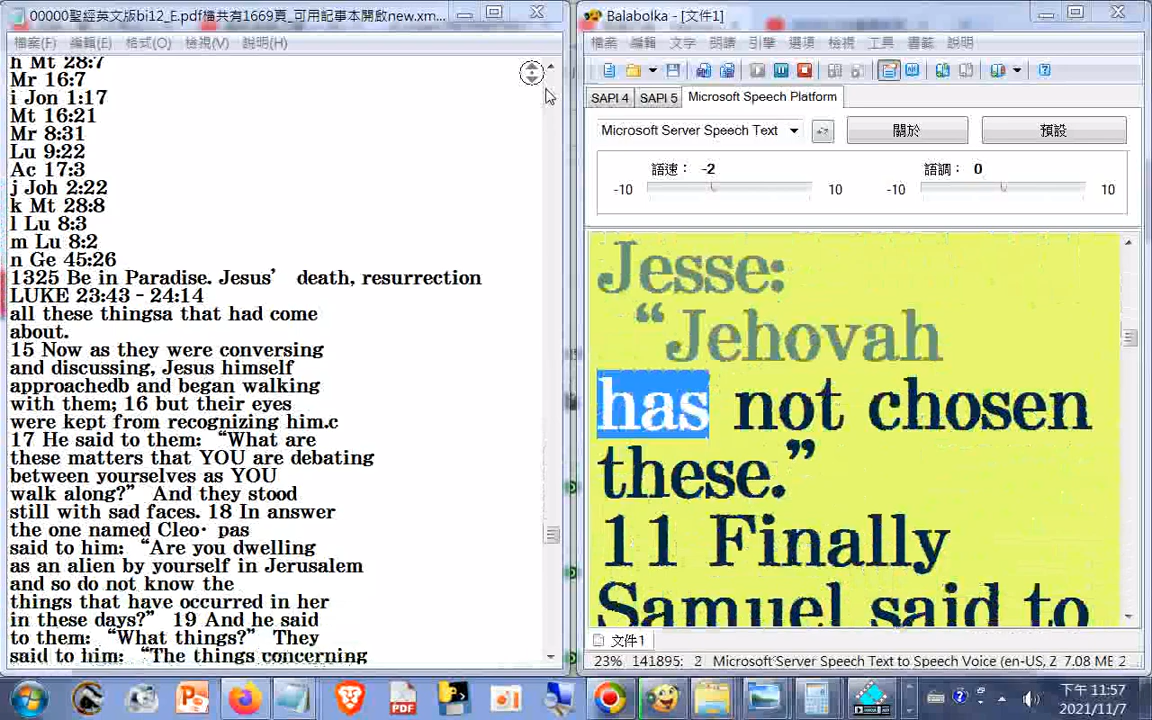 00000聖經英文版bi12_E.pdf檔共有1669頁_可用記事本開啟new.xm...
檔案(F) 編輯(E) 格式(O) 檢視(V) 說明(H)
h Mt 28:7
Mr 16:7
i Jon 1:17
Mt 16:21
Mr 8:31
Lu 9:22
Ac 17:3
j Joh 2:22
k Mt 28:8
l Lu 8:3
m Lu 8:2
n Ge 45:26
1325 Be in Paradise. Jesus’ death, resurrection
LUKE 23:43 - 24:14
all these thingsa that had come
about.
15 Now as they were conversing
and discussing, Jesus himself
approachedb and began walking
with them; 16 but their eyes
were kept from recognizing him.c
17 He said to them: “What are
these matters that YOU are debating
between yourselves as YOU
walk along?” And they stood
still with sad faces. 18 In answer
the one named Cleo· pas
said to him: “Are you dwelling
as an alien by yourself in Jerusalem
and so do not know the
things that have occurred in her
in these days?” 19 And he said
to them: “What things?” They
said to him: “The things concerning
Balabolka - [文件1]
檔案 編輯 文字 朗讀 引擎 選項 檢視 工具 書籤 說明
SAPI 4 SAPI 5 Microsoft Speech Platform
Microsoft Server Speech Text 關於 預設
語速： -2 語調： 0
-10 10 -10 10
Jesse:
“Jehovah
has not chosen
these.”
11 Finally
Samuel said to
文件1
23% 141895: 2 Microsoft Server Speech Text to Speech Voice (en-US, Z 7.08 MB 2
PDF
下午 11:57
2021/11/7